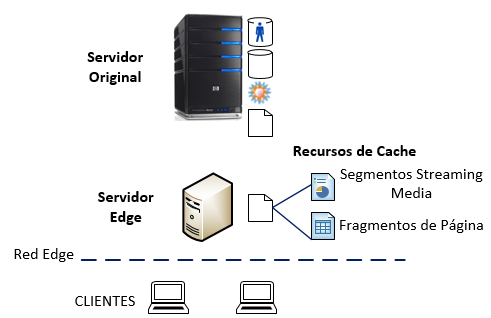 Servidor
Original
Recursos de Cache
Segmentos Streaming
Media
Servidor
Edge
Fragmentos de Página
Red Edge
CLIENTES